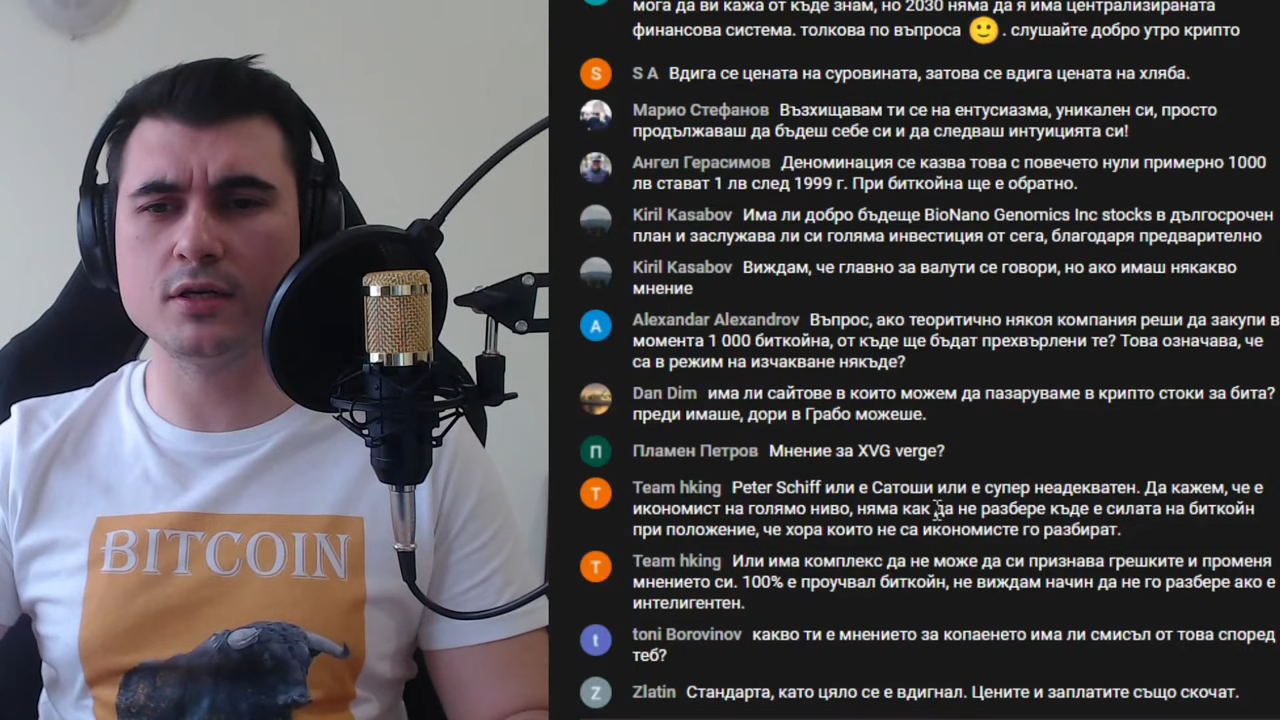 мога да ви кажа от къде знам, но 2030 няма да я има централизираната
финансова система. толкова по въпроса 🙂 . слушайте добро утро крипто
S
S A Вдига се цената на суровината, затова се вдига цената на хляба.
Марио Стефанов Възхищавам ти се на ентусиазма, уникален си, просто
продължаваш да бъдеш себе си и да следваш интуицията си!
Ангел Герасимов Деноминация се казва това с повечето нули примерно 1000
лв стават 1 лв след 1999 г. При биткойна ще е обратно.
Kiril Kasabov Има ли добро бъдеще BioNano Genomics Inc stocks в дългосрочен
план и заслужава ли си голяма инвестиция от сега, благодаря предварително
Kiril Kasabov Виждам, че главно за валути се говори, но ако имаш някакво
мнение
A
Alexandar Alexandrov Въпрос, ако теоритично някоя компания реши да закупи в
момента 1 000 биткойна, от къде ще бъдат прехвърлени те? Това означава, че
са в режим на изчакване някъде?
Dan Dim има ли сайтове в които можем да пазаруваме в крипто стоки за бита?
преди имаше, дори в Грабо можеше.
П
Пламен Петров Мнение за XVG verge?
T
Team hking Peter Schiff или е Сатоши или е супер неадекватен. Да кажем, че е
икономист на голямо ниво, няма как да не разбере къде е силата на биткойн
при положение, че хора които не са икономисте го разбират.
T
Team hking Или има комплекс да не може да си признава грешките и променя
мнението си. 100% е проучвал биткойн, не виждам начин да не го разбере ако е
интелигентен.
t
toni Borovinov какво ти е мнението за копаенето има ли смисъл от това според
теб?
Z
Zlatin Стандарта, като цяло се е вдигнал. Цените и заплатите също скочат.
BITCOIN